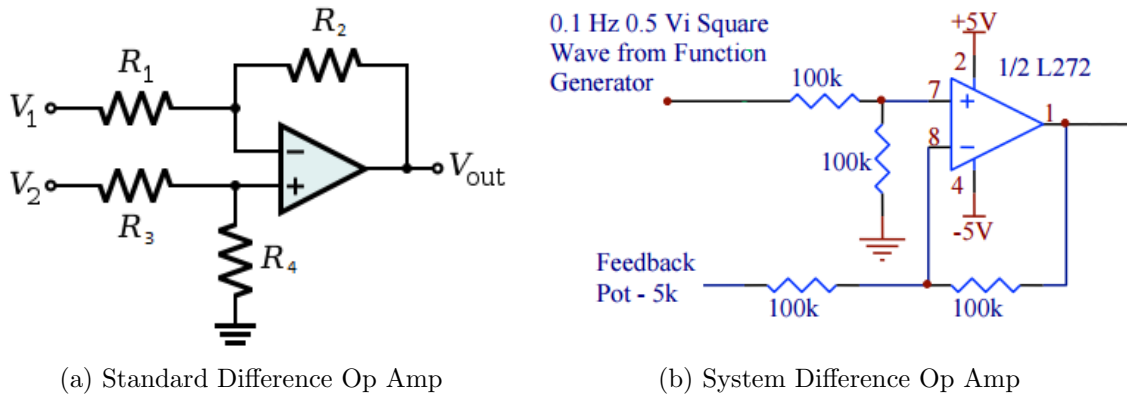 R2
R1
V1
V2
Vout
R3
R4
(a) Standard Difference Op Amp
0.1 Hz 0.5 Vi Square
Wave from Function
Generator
+5V
2
1/2 L272
100k
7
+
1
8
−
100k
4
-5V
Feedback
Pot - 5k
100k
100k
(b) System Difference Op Amp